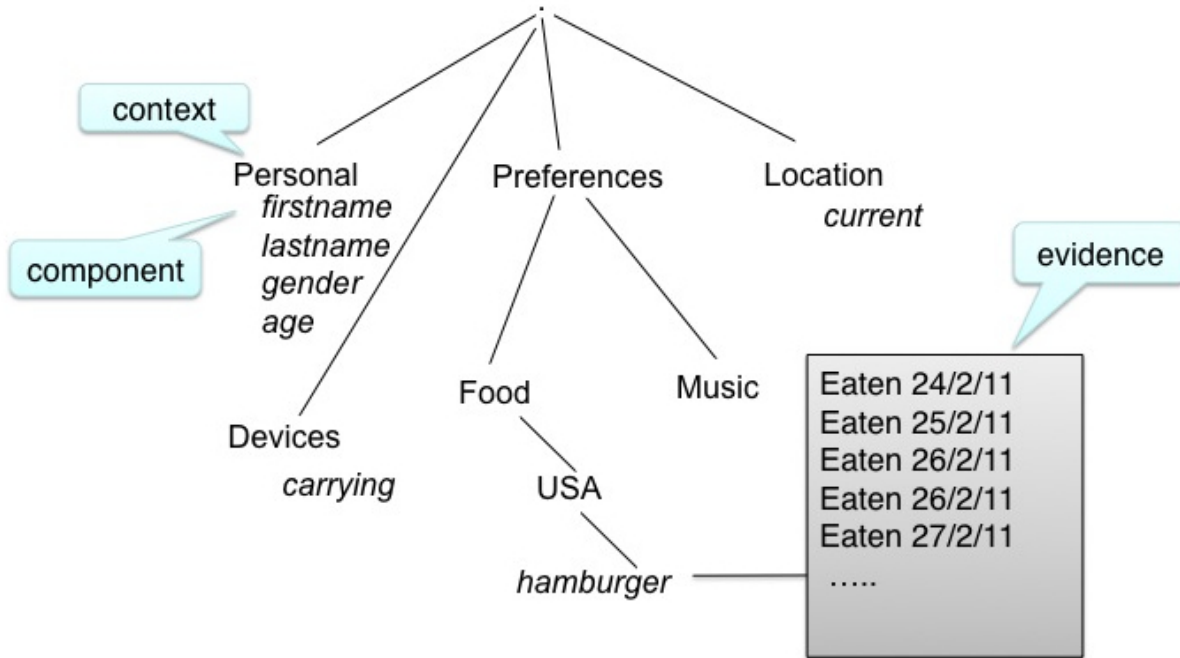 .
context
Personal
firstname
lastname
gender
age
component
Preferences
Location
current
evidence
Devices
carrying
Food
Music
USA
hamburger
Eaten 24/2/11
Eaten 25/2/11
Eaten 26/2/11
Eaten 26/2/11
Eaten 27/2/11
.....